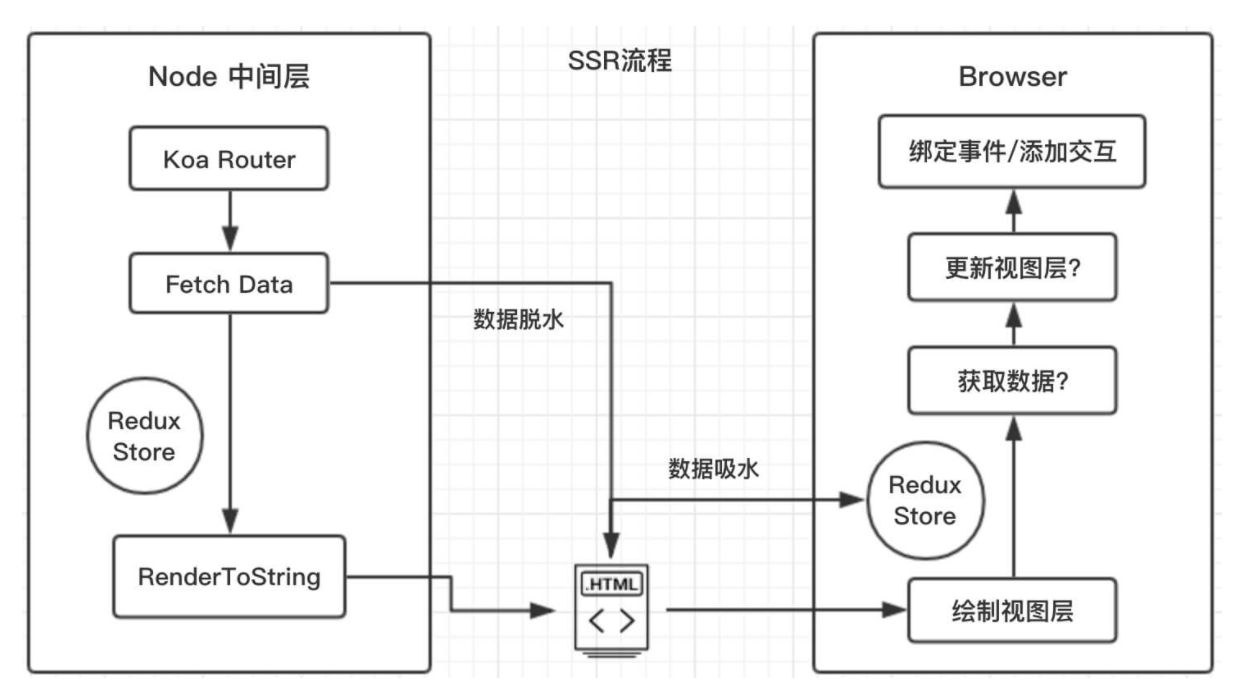 SSR流程
Node 中间层
Koa Router
Fetch Data
Redux
Store
RenderToString
数据脱水
数据吸水
.HTML
< >
Browser
绑定事件/添加交互
更新视图层?
获取数据?
Redux
Store
绘制视图层